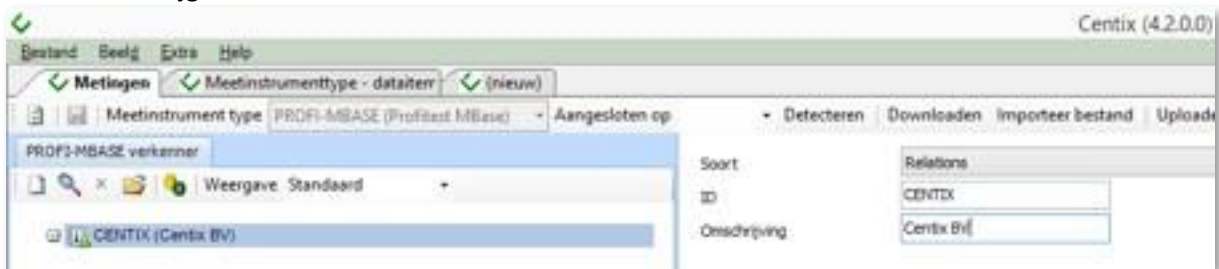 Centix (4.2.0.0)
Bestand Beeld Extra Help
Metingen Meetinstrumenttype - dataitem (nieuw)
Meetinstrument type PROFI-MBASE (Profitest MBase) Aangesloten op Detecteren Downloaden Importeer bestand Uploade
PROFI-MBASE verkenner
Weergave Standaard
CENTIX (Centix BV)
Soort Relations
ID CENTIX
Omschrijving Centix BV